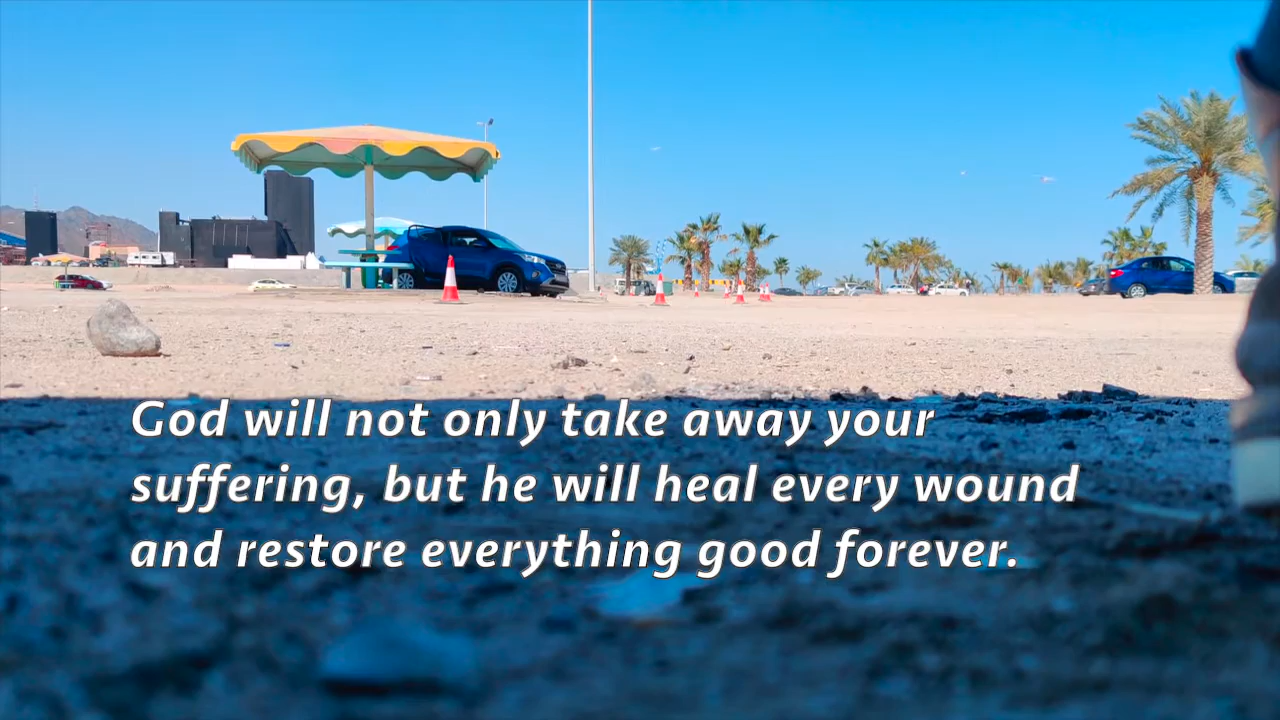 God will not only take away your
suffering, but he will heal every wound
and restore everything good forever.